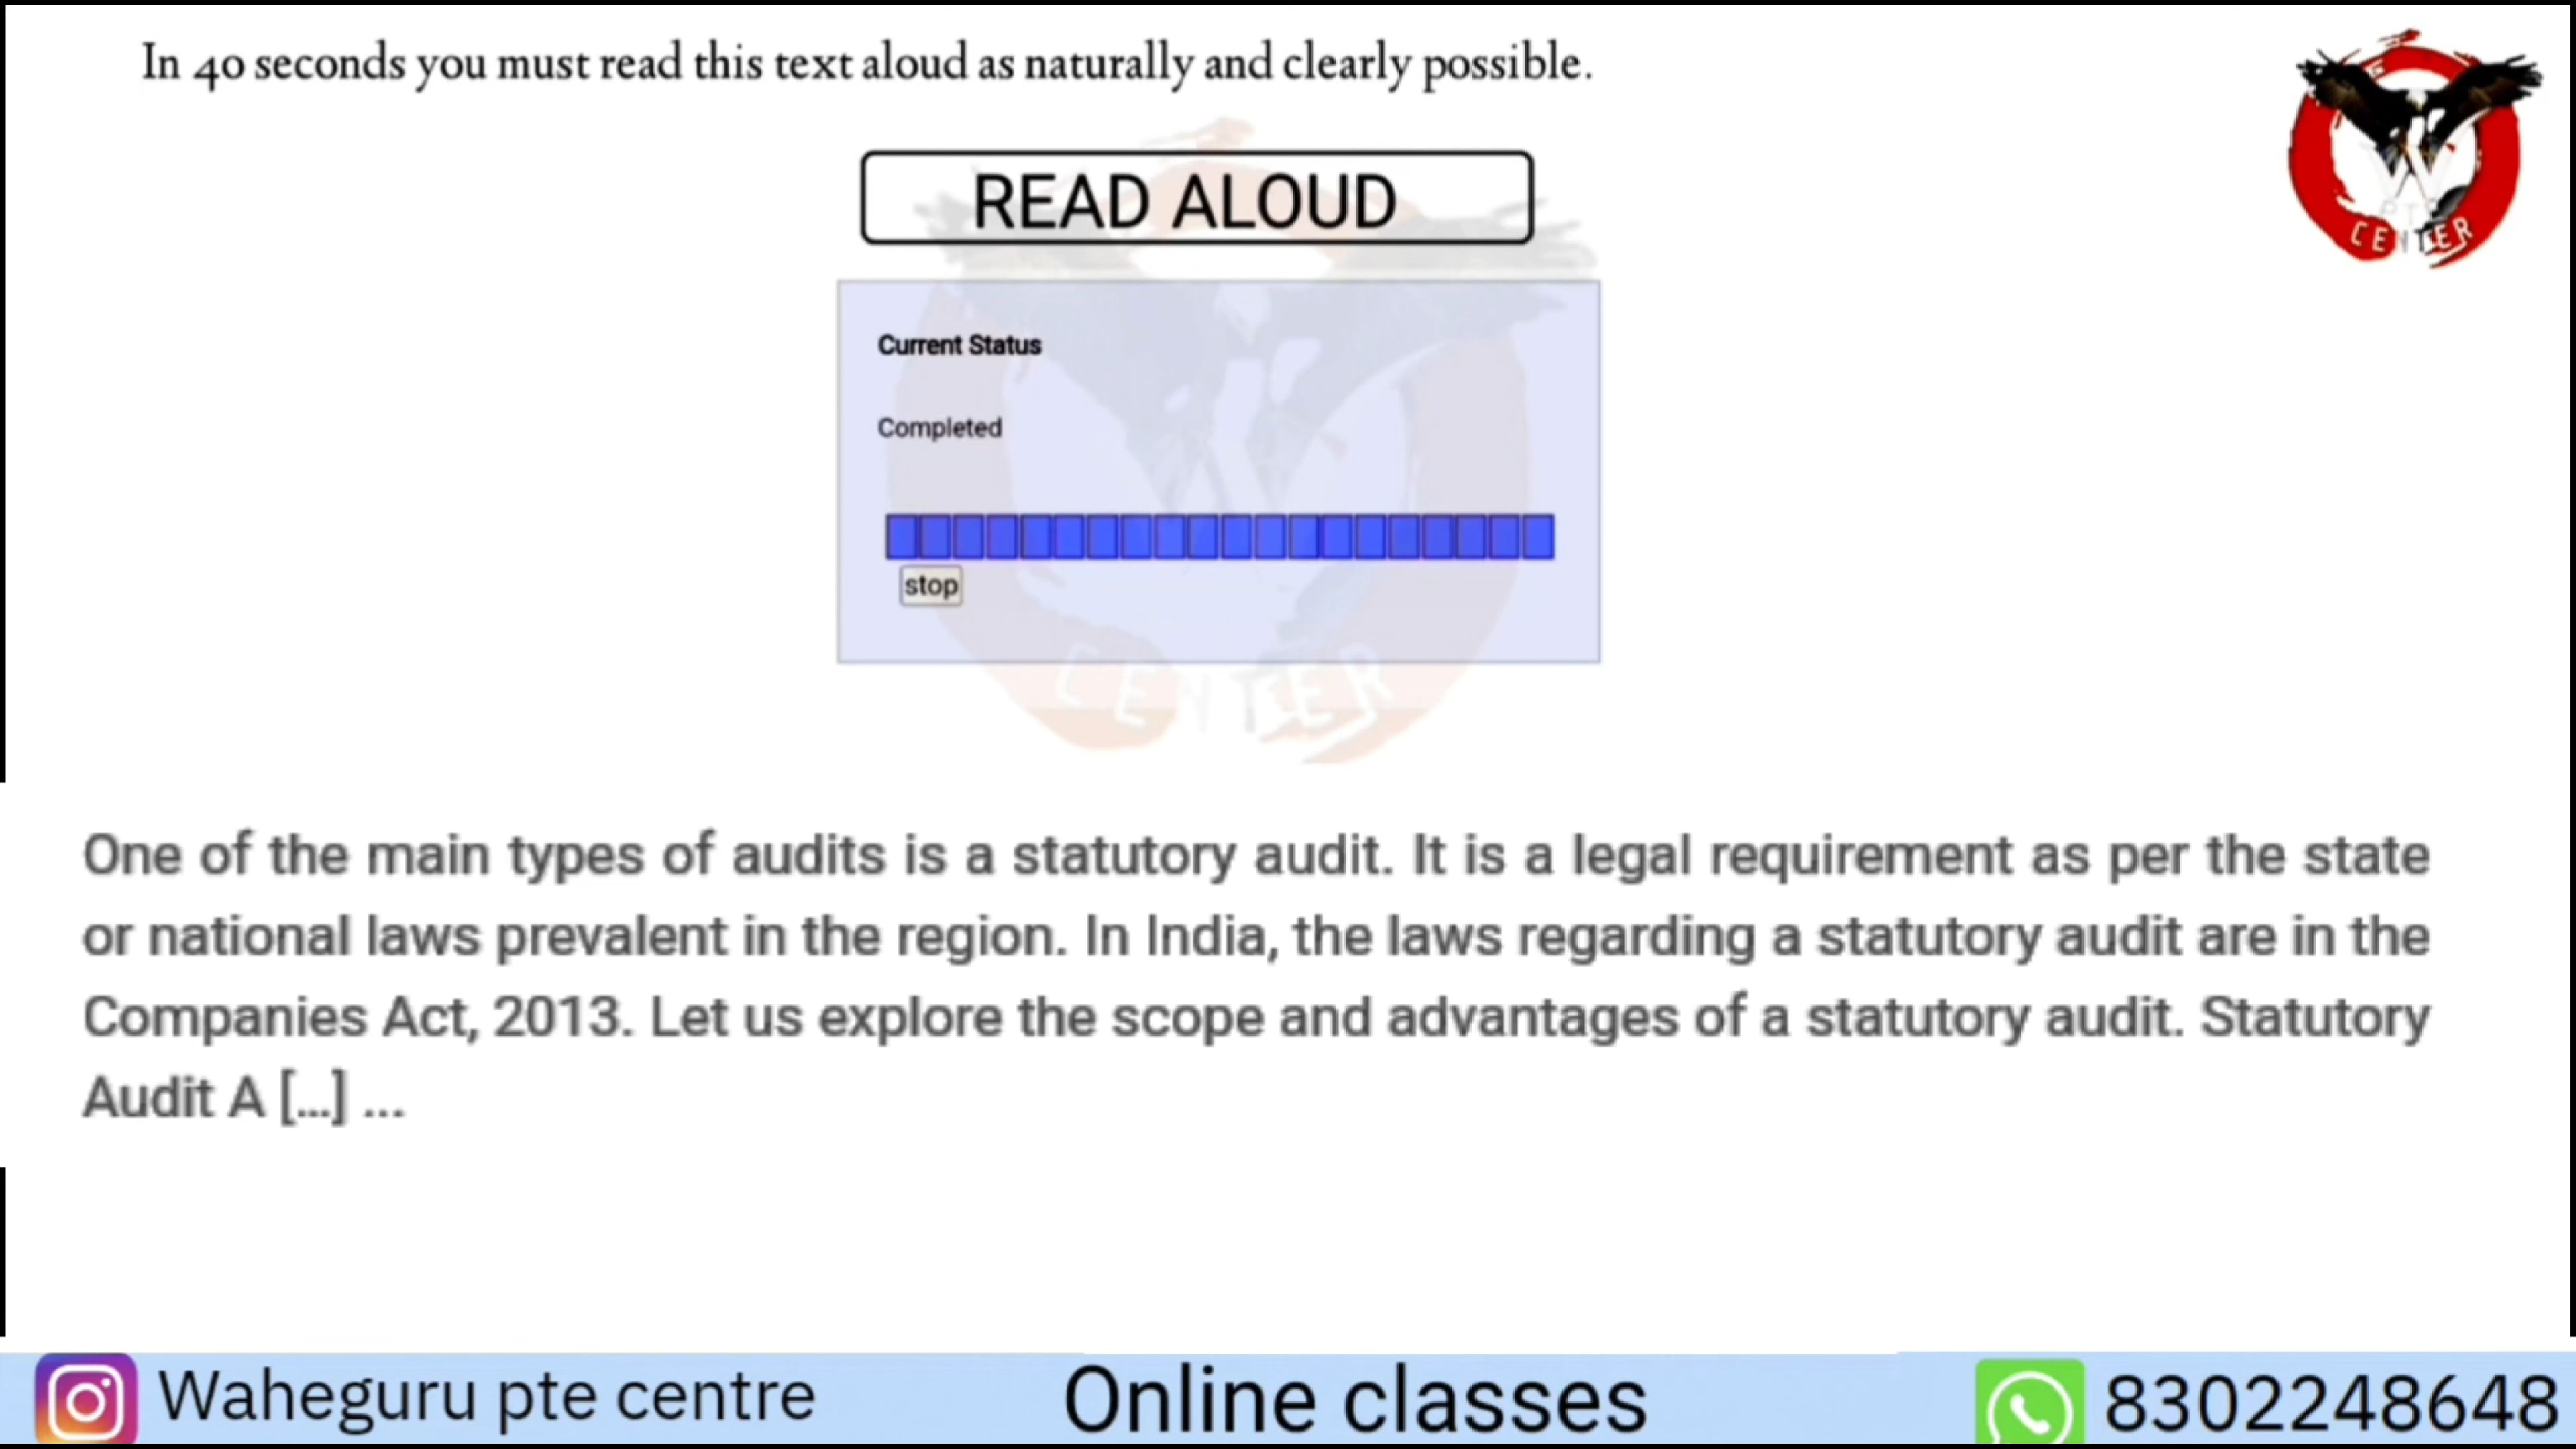 In 40 seconds you must read this text aloud as naturally and clearly possible.
READ ALOUD
CENTER
Current Status
Completed
stop
CENTER
One of the main types of audits is a statutory audit. It is a legal requirement as per the state
or national laws prevalent in the region. In India, the laws regarding a statutory audit are in the
Companies Act, 2013. Let us explore the scope and advantages of a statutory audit. Statutory
Audit A [...] ...
Waheguru pte centre
Online classes
8302248648